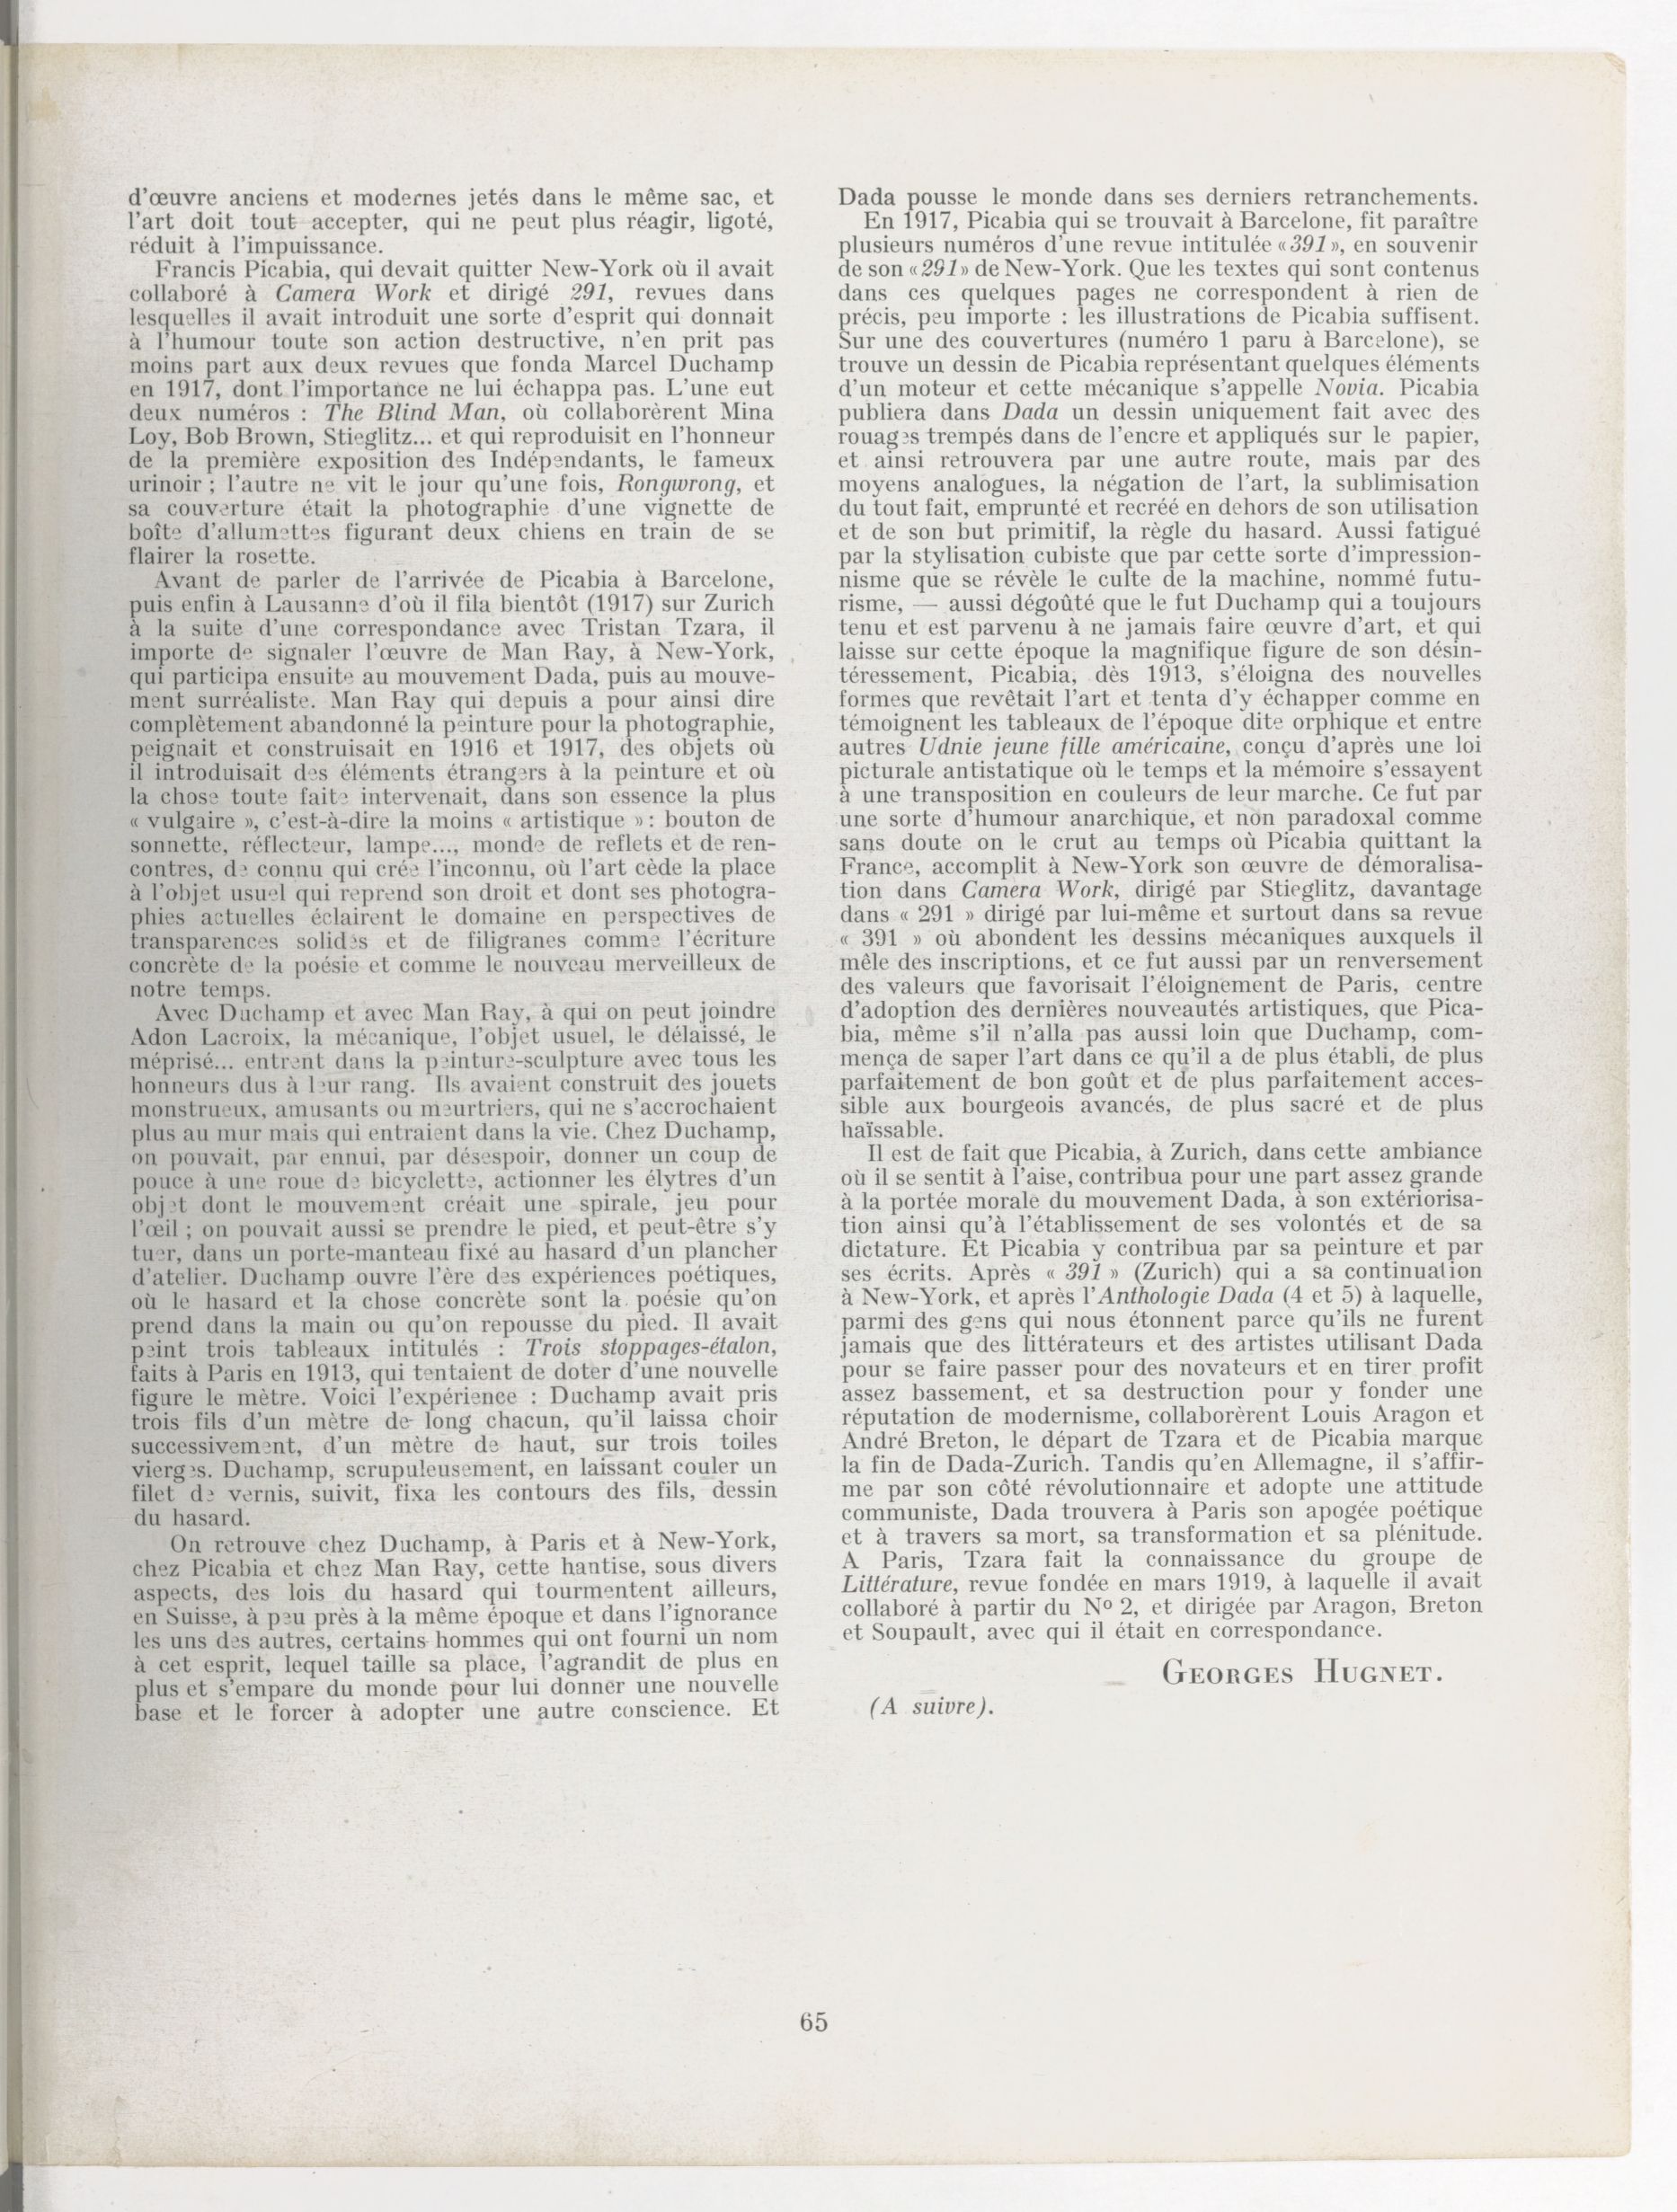 d'œuvre anciens et modernes jetés dans le même sac, et
l'art doit tout accepter, qui ne peut plus réagir, ligoté,
réduit à l'impuissance.
Francis Picabia, qui devait quitter New-York où il avait
collaboré à Camera Work et dirigé 291, revues dans
lesquelles il avait introduit une sorte d'esprit qui donnait
à l'humour toute son action destructive, n'en prit pas
moins part aux deux revues que fonda Marcel Duchamp
en 1917, dont l'importance ne lui échappa pas. L'une eut
deux numéros : The Blind Man, où collaborèrent Mina
Loy, Bob Brown, Stieglitz... et qui reproduisit en l'honneur
de la première exposition des Indépendants, le fameux
urinoir ; l'autre ne vit le jour qu'une fois, Rongwrong, et
sa couverture était la photographie d'une vignette de
boîte d'allumettes figurant deux chiens en train de se
flairer la rosette.
Avant de parler de l'arrivée de Picabia à Barcelone,
puis enfin à Lausanne d'où il fila bientôt (1917) sur Zurich
à la suite d'une correspondance avec Tristan Tzara, il
importe de signaler l'œuvre de Man Ray, à New-York,
qui participa ensuite au mouvement Dada, puis au mouve-
ment surréaliste. Man Ray qui depuis a pour ainsi dire
complètement abandonné la peinture pour la photographie,
peignait et construisait en 1916 et 1917, des objets où
il introduisait des éléments étrangers à la peinture et où
la chose toute faite intervenait, dans son essence la plus
« vulgaire », c'est-à-dire la moins « artistique » : bouton de
sonnette, réflecteur, lampe..., monde de reflets et de ren-
contres, de connu qui crée l'inconnu, où l'art cède la place
à l'objet usuel qui reprend son droit et dont ses photogra-
phies actuelles éclairent le domaine en perspectives de
transparences solides et de filigranes comme l'écriture
concrète de la poésie et comme le nouveau merveilleux de
notre temps.
Avec Duchamp et avec Man Ray, à qui on peut joindre
Adon Lacroix, la mécanique, l'objet usuel, le délaissé, le
méprisé... entrent dans la peinture-sculpture avec tous les
honneurs dus à leur rang. Ils avaient construit des jouets
monstrueux, amusants ou meurtriers, qui ne s'accrochaient
plus au mur mais qui entraient dans la vie. Chez Duchamp,
on pouvait, par ennui, par désespoir, donner un coup de
pouce à une roue de bicyclette, actionner les élytres d'un
objet dont le mouvement créait une spirale, jeu pour
l'œil ; on pouvait aussi se prendre le pied, et peut-être s'y
tuer, dans un porte-manteau fixé au hasard d'un plancher
d'atelier. Duchamp ouvre l'ère des expériences poétiques,
où le hasard et la chose concrète sont la poésie qu'on
prend dans la main ou qu'on repousse du pied. Il avait
peint trois tableaux intitulés : Trois stoppages-étalon,
faits à Paris en 1913, qui tentaient de doter d'une nouvelle
figure le mètre. Voici l'expérience : Duchamp avait pris
trois fils d'un mètre de long chacun, qu'il laissa choir
successivement, d'un mètre de haut, sur trois toiles
vierges. Duchamp, scrupuleusement, en laissant couler un
filet de vernis, suivit, fixa les contours des fils, dessin
du hasard.
On retrouve chez Duchamp, à Paris et à New-York,
chez Picabia et chez Man Ray, cette hantise, sous divers
aspects, des lois du hasard qui tourmentent ailleurs,
en Suisse, à peu près à la même époque et dans l'ignorance
les uns des autres, certains hommes qui ont fourni un nom
à cet esprit, lequel taille sa place, l'agrandit de plus en
plus et s'empare du monde pour lui donner une nouvelle
base et le forcer à adopter une autre conscience. Et
Dada pousse le monde dans ses derniers retranchements.
En 1917, Picabia qui se trouvait à Barcelone, fit paraître
plusieurs numéros d'une revue intitulée «391», en souvenir
de son «291» de New-York. Que les textes qui sont contenus
dans ces quelques pages ne correspondent à rien de
précis, peu importe : les illustrations de Picabia suffisent.
Sur une des couvertures (numéro 1 paru à Barcelone), se
trouve un dessin de Picabia représentant quelques éléments
d'un moteur et cette mécanique s'appelle Novia. Picabia
publiera dans Dada un dessin uniquement fait avec des
rouages trempés dans de l'encre et appliqués sur le papier,
et ainsi retrouvera par une autre route, mais par des
moyens analogues, la négation de l'art, la sublimisation
du tout fait, emprunté et recréé en dehors de son utilisation
et de son but primitif, la règle du hasard. Aussi fatigué
par la stylisation cubiste que par cette sorte d'impression-
nisme que se révèle le culte de la machine, nommé futu-
risme, — aussi dégoûté que le fut Duchamp qui a toujours
tenu et est parvenu à ne jamais faire œuvre d'art, et qui
laisse sur cette époque la magnifique figure de son désin-
téressement, Picabia, dès 1913, s'éloigna des nouvelles
formes que revêtait l'art et tenta d'y échapper comme en
témoignent les tableaux de l'époque dite orphique et entre
autres Udnie jeune fille américaine, conçu d'après une loi
picturale antistatique où le temps et la mémoire s'essayent
à une transposition en couleurs de leur marche. Ce fut par
une sorte d'humour anarchique, et non paradoxal comme
sans doute on le crut au temps où Picabia quittant la
France, accomplit à New-York son œuvre de démoralisa-
tion dans Camera Work, dirigé par Stieglitz, davantage
dans « 291 » dirigé par lui-même et surtout dans sa revue
« 391 » où abondent les dessins mécaniques auxquels il
mêle des inscriptions, et ce fut aussi par un renversement
des valeurs que favorisait l'éloignement de Paris, centre
d'adoption des dernières nouveautés artistiques, que Pica-
bia, même s'il n'alla pas aussi loin que Duchamp, com-
mença de saper l'art dans ce qu'il a de plus établi, de plus
parfaitement de bon goût et de plus parfaitement acces-
sible aux bourgeois avancés, de plus sacré et de plus
haïssable.
Il est de fait que Picabia, à Zurich, dans cette ambiance
où il se sentit à l'aise, contribua pour une part assez grande
à la portée morale du mouvement Dada, à son extériorisa-
tion ainsi qu'à l'établissement de ses volontés et de sa
dictature. Et Picabia y contribua par sa peinture et par
ses écrits. Après « 391 » (Zurich) qui a sa continuation
à New-York, et après l'Anthologie Dada (4 et 5) à laquelle,
parmi des gens qui nous étonnent parce qu'ils ne furent
jamais que des littérateurs et des artistes utilisant Dada
pour se faire passer pour des novateurs et en tirer profit
assez bassement, et sa destruction pour y fonder une
réputation de modernisme, collaborèrent Louis Aragon et
André Breton, le départ de Tzara et de Picabia marque
la fin de Dada-Zurich. Tandis qu'en Allemagne, il s'affir-
me par son côté révolutionnaire et adopte une attitude
communiste, Dada trouvera à Paris son apogée poétique
et à travers sa mort, sa transformation et sa plénitude.
A Paris, Tzara fait la connaissance du groupe de
Littérature, revue fondée en mars 1919, à laquelle il avait
collaboré à partir du Nº 2, et dirigée par Aragon, Breton
et Soupault, avec qui il était en correspondance.
GEORGES HUGNET.
(A suivre).
65